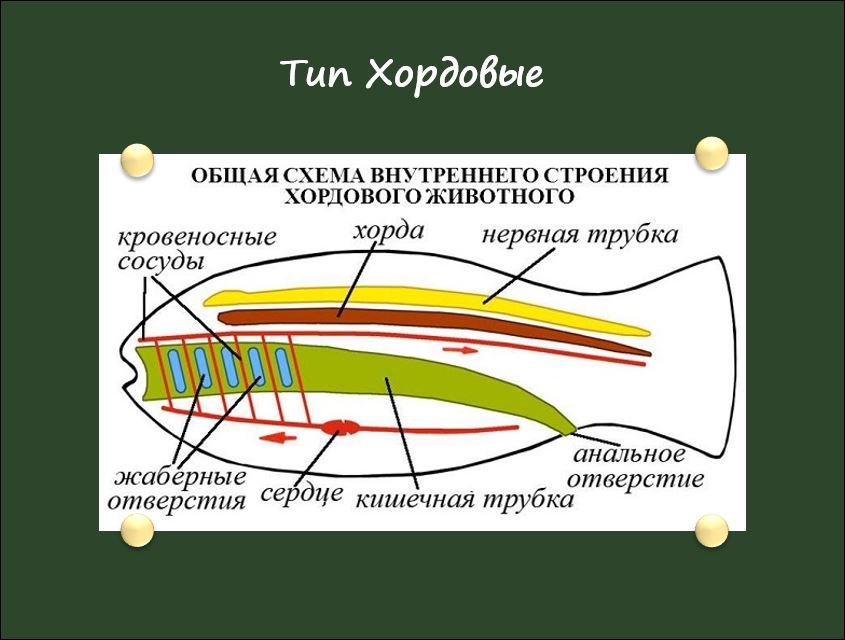 Тип Хордовые
ОБЩАЯ СХЕМА ВНУТРЕННЕГО СТРОЕНИЯ
ХОРДОВОГО ЖИВОТНОГО
кровеносные
сосуды
хорда
нервная трубка
жаберные
отверстия
сердце
кишечная трубка
анальное
отверстие